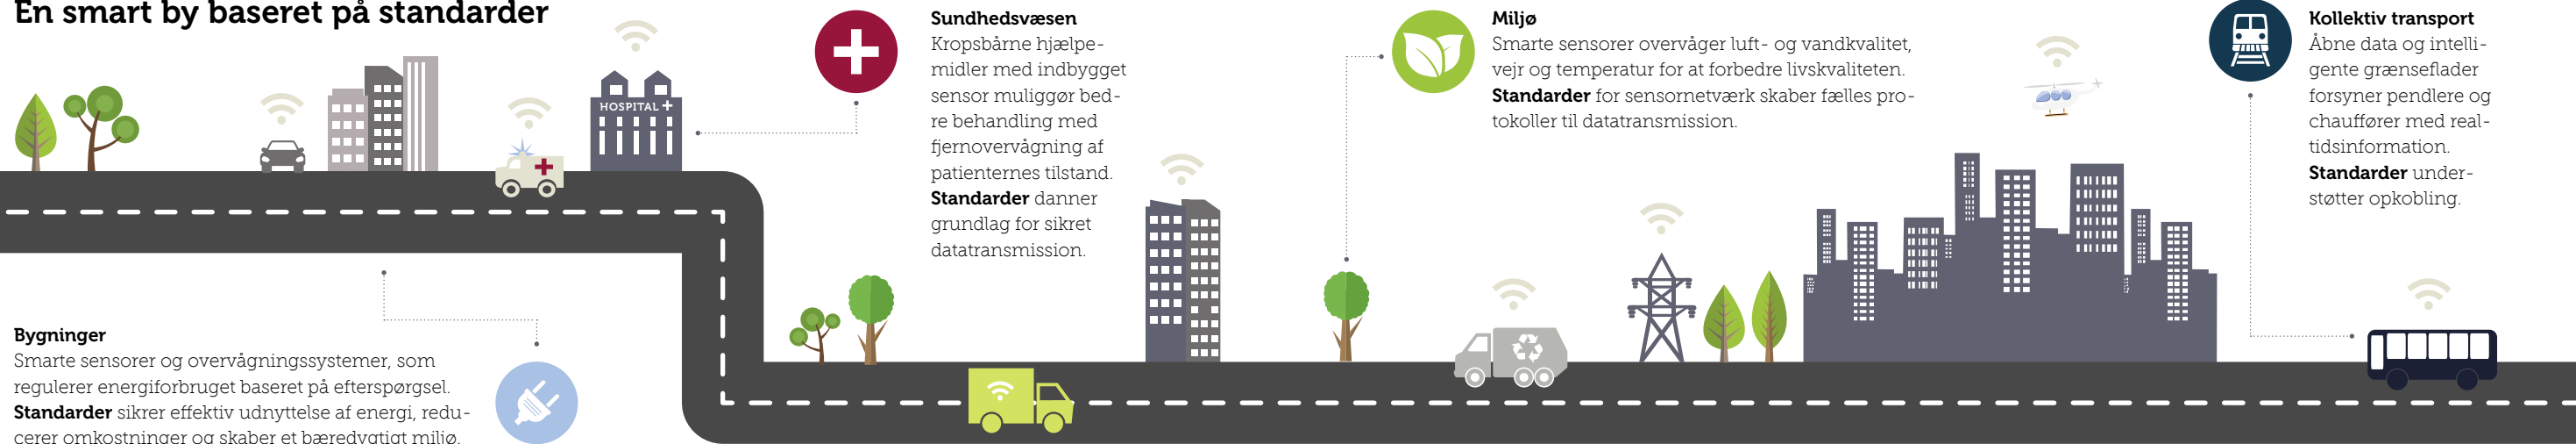 En smart by baseret på standarder
HOSPITAL
Sundhedsvæsen
Kropsbårne hjælpe-
midler med indbygget
sensor muliggør bed-
re behandling med
fjernovervågning af
patienternes tilstand.
Standarder danner
grundlag for sikret
datatransmission.
Miljø
Smarte sensorer overvåger luft- og vandkvalitet,
vejr og temperatur for at forbedre livskvaliteten.
Standarder for sensornetværk skaber fælles pro-
tokoller til datatransmission.
Kollektiv transport
Åbne data og intelli-
gente grænseflader
forsyner pendlere og
chauffører med real-
tidsinformation.
Standarder under-
støtter opkobling.
Bygninger
Smarte sensorer og overvågningssystemer, som
regulerer energiforbruget baseret på efterspørgsel.
Standarder sikrer effektiv udnyttelse af energi, redu-
cerer omkostninger og skaber et bæredygtigt miljø.